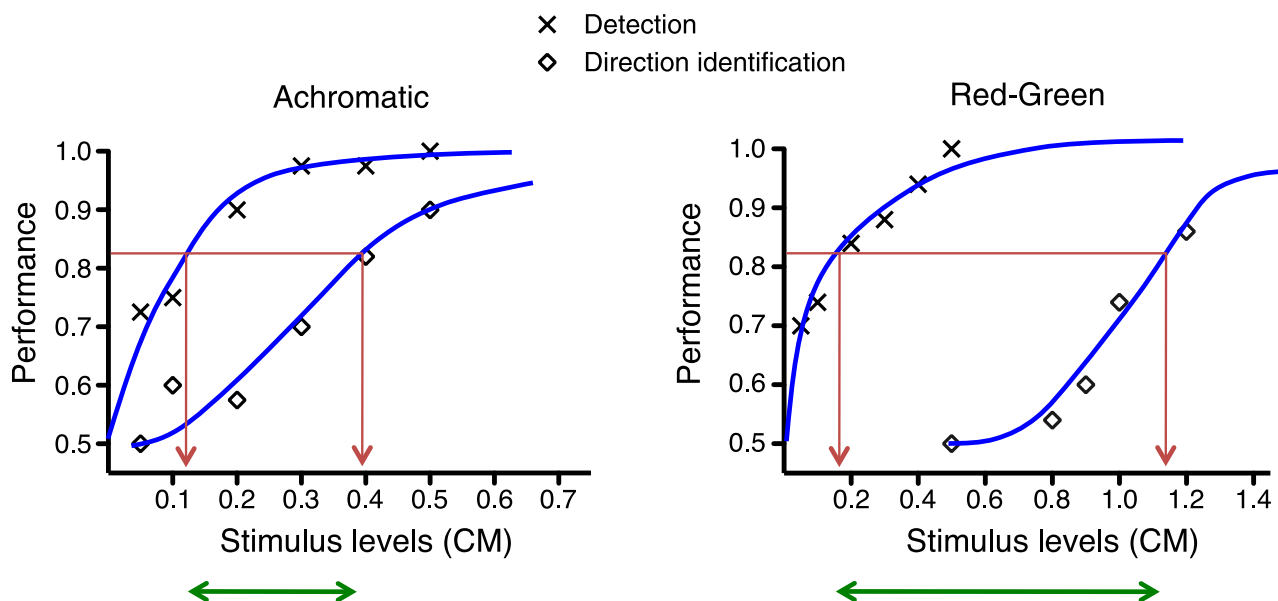 Detection
Direction identification
Achromatic
Red-Green
1.0
0.9
0.8
0.7
0.6
0.5
Performance
0.1 0.2 0.3 0.4 0.5 0.6 0.7
Stimulus levels (CM)
1.0
0.9
0.8
0.7
0.6
0.5
Performance
0.2 0.4 0.6 0.8 1.0 1.2 1.4
Stimulus levels (CM)